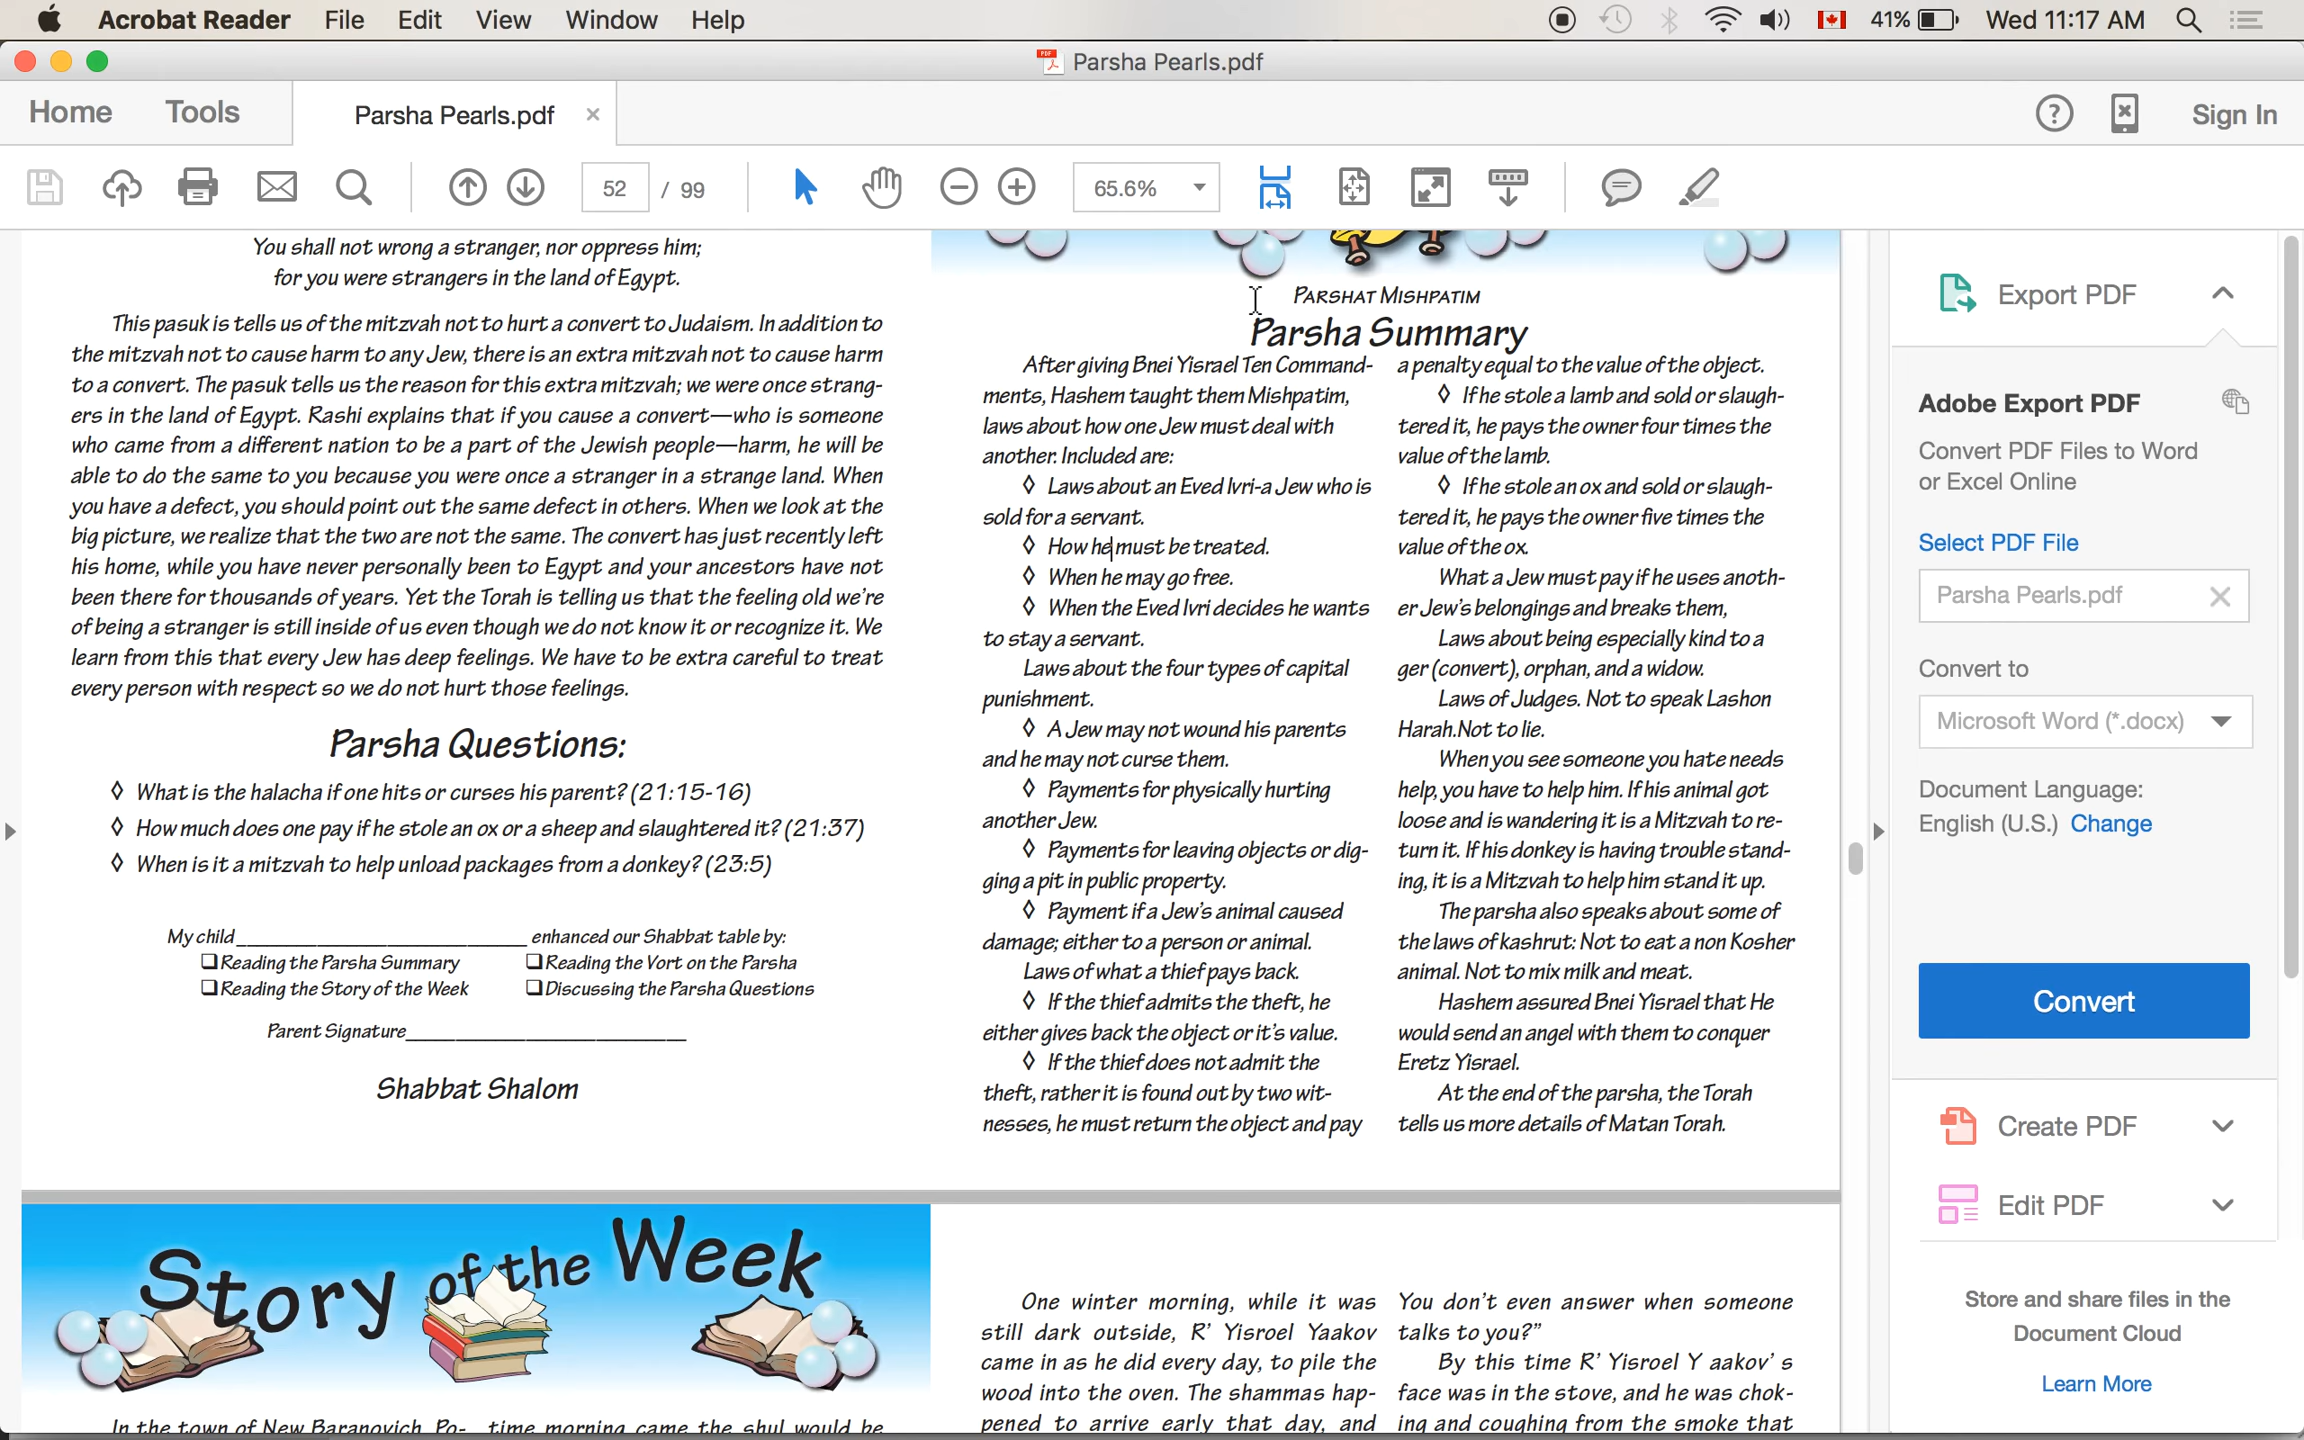 Acrobat Reader File Edit View Window Help
41% Wed 11:17 AM
Parsha Pearls.pdf
Home Tools Parsha Pearls.pdf Sign In
52 / 99 65.6%
You shall not wrong a stranger, nor oppress him;
for you were strangers in the land of Egypt.
This pasuk is tells us of the mitzvah not to hurt a convert to Judaism. In addition to
the mitzvah not to cause harm to any Jew, there is an extra mitzvah not to cause harm
to a convert. The pasuk tells us the reason for this extra mitzvah; we were once strang-
ers in the land of Egypt. Rashi explains that if you cause a convert—who is someone
who came from a different nation to be a part of the Jewish people—harm, he will be
able to do the same to you because you were once a stranger in a strange land. When
you have a defect, you should point out the same defect in others. When we look at the
big picture, we realize that the two are not the same. The convert has just recently left
his home, while you have never personally been to Egypt and your ancestors have not
been there for thousands of years. Yet the Torah is telling us that the feeling old we're
of being a stranger is still inside of us even though we do not know it or recognize it. We
learn from this that every Jew has deep feelings. We have to be extra careful to treat
every person with respect so we do not hurt those feelings.
Parsha Questions:
◊ What is the halacha if one hits or curses his parent? (21:15-16)
◊ How much does one pay if he stole an ox or a sheep and slaughtered it? (21:37)
◊ When is it a mitzvah to help unload packages from a donkey? (23:5)
My child ______ enhanced our Shabbat table by:
❏ Reading the Parsha Summary ❏ Reading the Vort on the Parsha
❏ Reading the Story of the Week ❏ Discussing the Parsha Questions
Parent Signature______
Shabbat Shalom
Parshat Mishpatim
Parsha Summary
After giving Bnei Yisrael Ten Command-
ments, Hashem taught them Mishpatim,
laws about how one Jew must deal with
another. Included are:
◊ Laws about an Eved Ivri-a Jew who is
sold for a servant.
◊ How he must be treated.
◊ When he may go free.
◊ When the Eved Ivri decides he wants
to stay a servant.
Laws about the four types of capital
punishment.
◊ A Jew may not wound his parents
and he may not curse them.
◊ Payments for physically hurting
another Jew.
◊ Payments for leaving objects or dig-
ging a pit in public property.
◊ Payment if a Jew's animal caused
damage; either to a person or animal.
Laws of what a thief pays back.
◊ If the thief admits the theft, he
either gives back the object or it's value.
◊ If the thief does not admit the
theft, rather it is found out by two wit-
nesses, he must return the object and pay
a penalty equal to the value of the object.
◊ If he stole a lamb and sold or slaugh-
tered it, he pays the owner four times the
value of the lamb.
◊ If he stole an ox and sold or slaugh-
tered it, he pays the owner five times the
value of the ox.
What a Jew must pay if he uses anoth-
er Jew's belongings and breaks them,
Laws about being especially kind to a
ger (convert), orphan, and a widow.
Laws of Judges. Not to speak Lashon
Harah.Not to lie.
When you see someone you hate needs
help, you have to help him. If his animal got
loose and is wandering it is a Mitzvah to re-
turn it. If his donkey is having trouble stand-
ing, it is a Mitzvah to help him stand it up.
The parsha also speaks about some of
the laws of kashrut: Not to eat a non Kosher
animal. Not to mix milk and meat.
Hashem assured Bnei Yisrael that He
would send an angel with them to conquer
Eretz Yisrael.
At the end of the parsha, the Torah
tells us more details of Matan Torah.
Story of the Week
In the town of New Baranovich, Po-
time morning came the shul would be
One winter morning, while it was
still dark outside, R' Yisroel Yaakov
came in as he did every day, to pile the
wood into the oven. The shammas hap-
pened to arrive early that day, and
You don't even answer when someone
talks to you?"
By this time R' Yisroel Y aakov' s
face was in the stove, and he was chok-
ing and coughing from the smoke that
Export PDF
Adobe Export PDF
Convert PDF Files to Word
or Excel Online
Select PDF File
Parsha Pearls.pdf
Convert to
Microsoft Word (*.docx)
Document Language:
English (U.S.) Change
Convert
Create PDF
Edit PDF
Store and share files in the
Document Cloud
Learn More